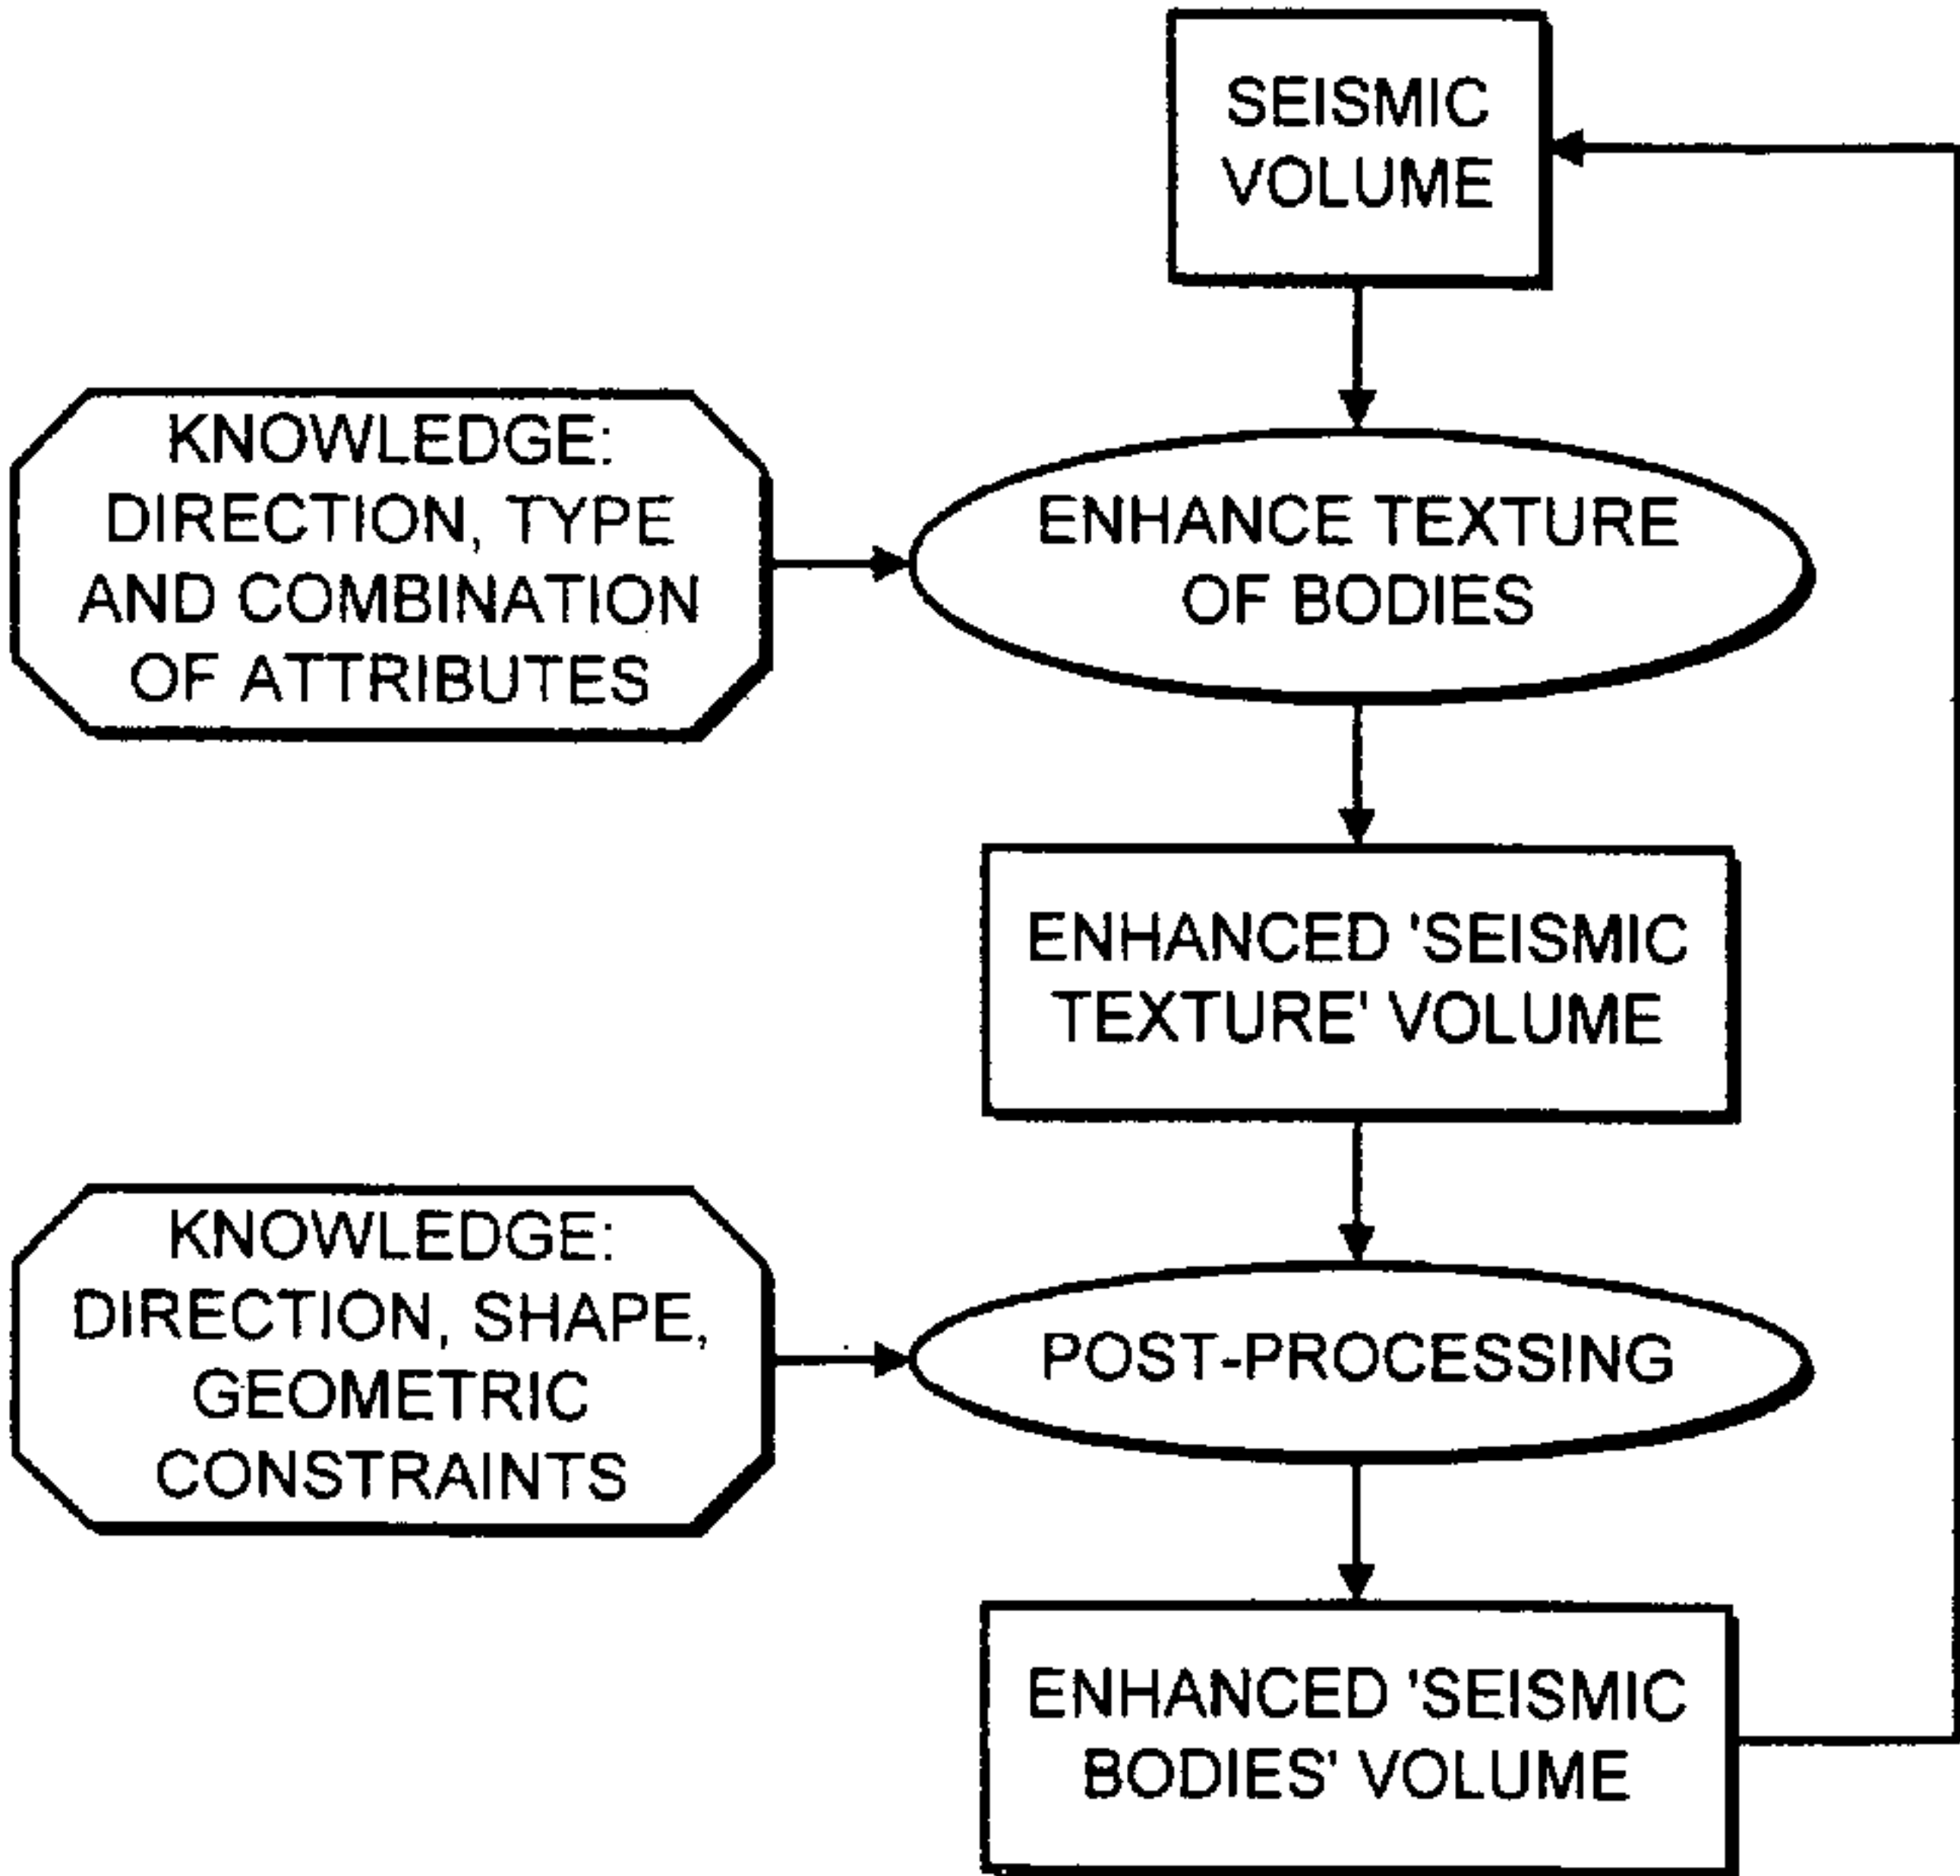 SEISMIC
VOLUME
KNOWLEDGE:
DIRECTION, TYPE
AND COMBINATION
OF ATTRIBUTES
ENHANCE TEXTURE
OF BODIES
ENHANCED 'SEISMIC
TEXTURE' VOLUME
KNOWLEDGE:
DIRECTION, SHAPE,
GEOMETRIC
CONSTRAINTS
POST-PROCESSING
ENHANCED 'SEISMIC
BODIES' VOLUME